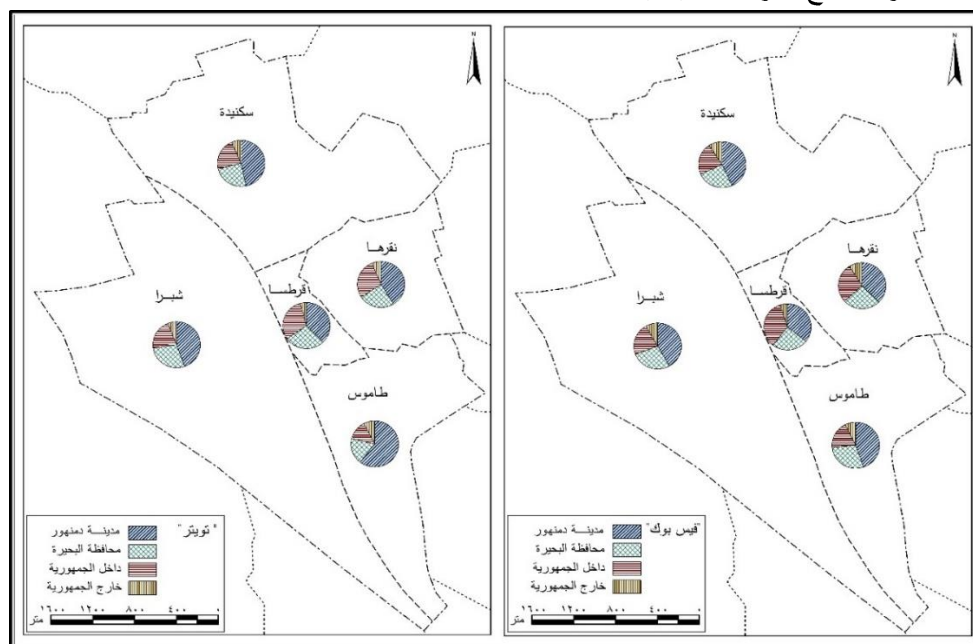 N
سكنيدة
نقرها
قرطسا
شبرا
طاموس
"فيس بوك"
مدينة دمنهور
محافظة البحيرة
داخل الجمهورية
خارج الجمهورية
١٦٠٠ ١٢٠٠ ٨٠٠ ٤٠٠ ٠
متر
N
سكنيدة
نقرها
قرطسا
شبرا
طاموس
"تويتر"
مدينة دمنهور
محافظة البحيرة
داخل الجمهورية
خارج الجمهورية
١٦٠٠ ١٢٠٠ ٨٠٠ ٤٠٠ ٠
متر